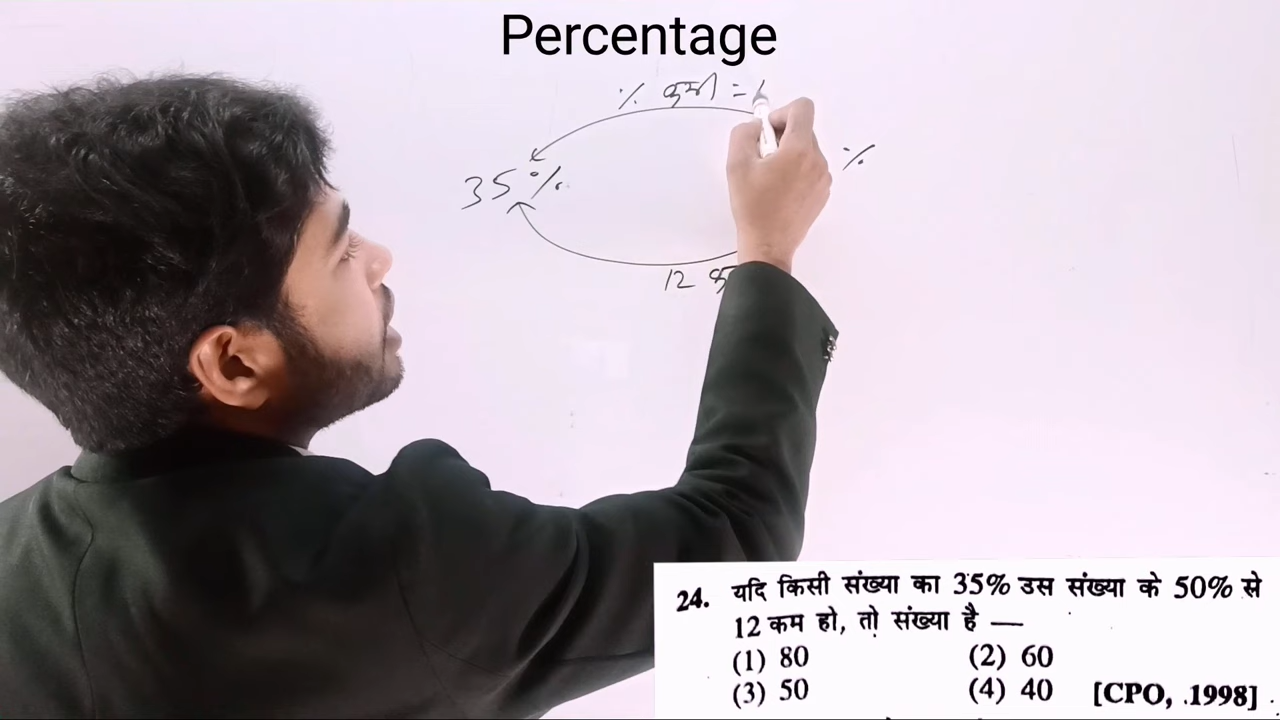 Percentage
% कमी =
35%
%
12
24. यदि किसी संख्या का 35% उस संख्या के 50% से
12 कम हो, तो संख्या है —
(1) 80 (2) 60
(3) 50 (4) 40 [CPO, 1998]